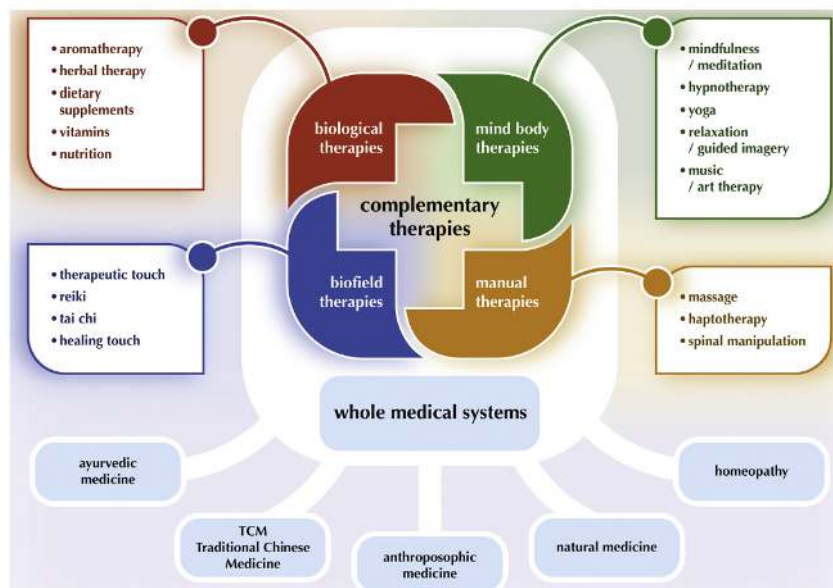 • aromatherapy
• herbal therapy
• dietary
supplements
• vitamins
• nutrition
biological
therapies
mind body
therapies
• mindfulness
/ meditation
• hypnotherapy
• yoga
• relaxation
/ guided imagery
• music
/ art therapy
complementary
therapies
• therapeutic touch
• reiki
• tai chi
• healing touch
biofield
therapies
manual
therapies
• massage
• haptotherapy
• spinal manipulation
whole medical systems
ayurvedic
medicine
TCM
Traditional Chinese
Medicine
anthroposophic
medicine
natural medicine
homeopathy